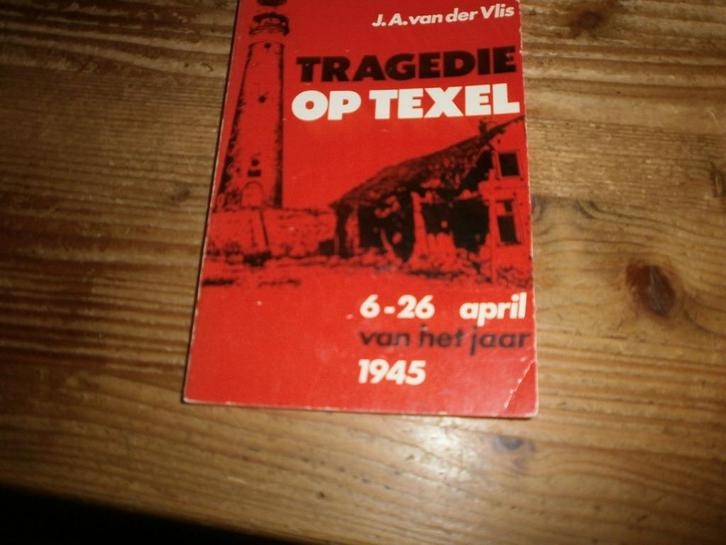 J.A. van der Vlis
TRAGEDIE
OP TEXEL
6-26 april
van het jaar
1945